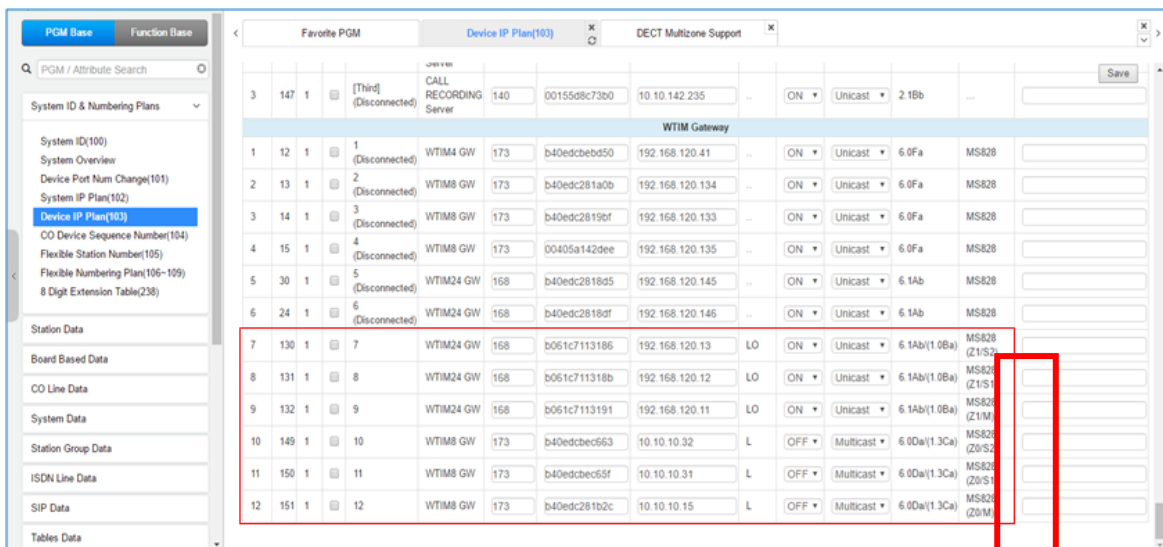 PGM Base Function Base
Favorite PGM Device IP Plan(103) DECT Multizone Support
PGM / Attribute Search
System ID & Numbering Plans
System ID(100)
System Overview
Device Port Num Change(101)
System IP Plan(102)
Device IP Plan(103)
CO Device Sequence Number(104)
Flexible Station Number(105)
Flexible Numbering Plan(106~109)
8 Digit Extension Table(238)
Station Data
Board Based Data
CO Line Data
System Data
Station Group Data
ISDN Line Data
SIP Data
Tables Data
Save
3 147 1 [Third] (Disconnected) CALL RECORDING Server 140 00155d8c73b0 10.10.142.235 ... ON Unicast 2.1Bb ...
WTIM Gateway
1 12 1 1 (Disconnected) WTIM4 GW 173 b40edcbebd50 192.168.120.41 ... ON Unicast 6.0Fa MS828
2 13 1 2 (Disconnected) WTIM8 GW 173 b40edc281a0b 192.168.120.134 ... ON Unicast 6.0Fa MS828
3 14 1 3 (Disconnected) WTIM8 GW 173 b40edc2819bf 192.168.120.133 ... ON Unicast 6.0Fa MS828
4 15 1 4 (Disconnected) WTIM8 GW 173 00405a142dee 192.168.120.135 ... ON Unicast 6.0Fa MS828
5 30 1 5 (Disconnected) WTIM24 GW 168 b40edc2818d5 192.168.120.145 ... ON Unicast 6.1Ab MS828
6 24 1 6 (Disconnected) WTIM24 GW 168 b40edc2818df 192.168.120.146 ... ON Unicast 6.1Ab MS828
7 130 1 7 WTIM24 GW 168 b061c7113186 192.168.120.13 LO ON Unicast 6.1Ab/(1.0Ba) MS828 (Z1/S2)
8 131 1 8 WTIM24 GW 168 b061c711318b 192.168.120.12 LO ON Unicast 6.1Ab/(1.0Ba) MS828 (Z1/S1
9 132 1 9 WTIM24 GW 168 b061c7113191 192.168.120.11 LO ON Unicast 6.1Ab/(1.0Ba) MS828 (Z1/M)
10 149 1 10 WTIM8 GW 173 b40edcbec663 10.10.10.32 L OFF Multicast 6.0Da/(1.3Ca) MS828 (Z0/S2
11 150 1 11 WTIM8 GW 173 b40edcbec65f 10.10.10.31 L OFF Multicast 6.0Da/(1.3Ca) MS828 (Z0/S1
12 151 1 12 WTIM8 GW 173 b40edc281b2c 10.10.10.15 L OFF Multicast 6.0Da/(1.3Ca) MS828 (Z0/M)